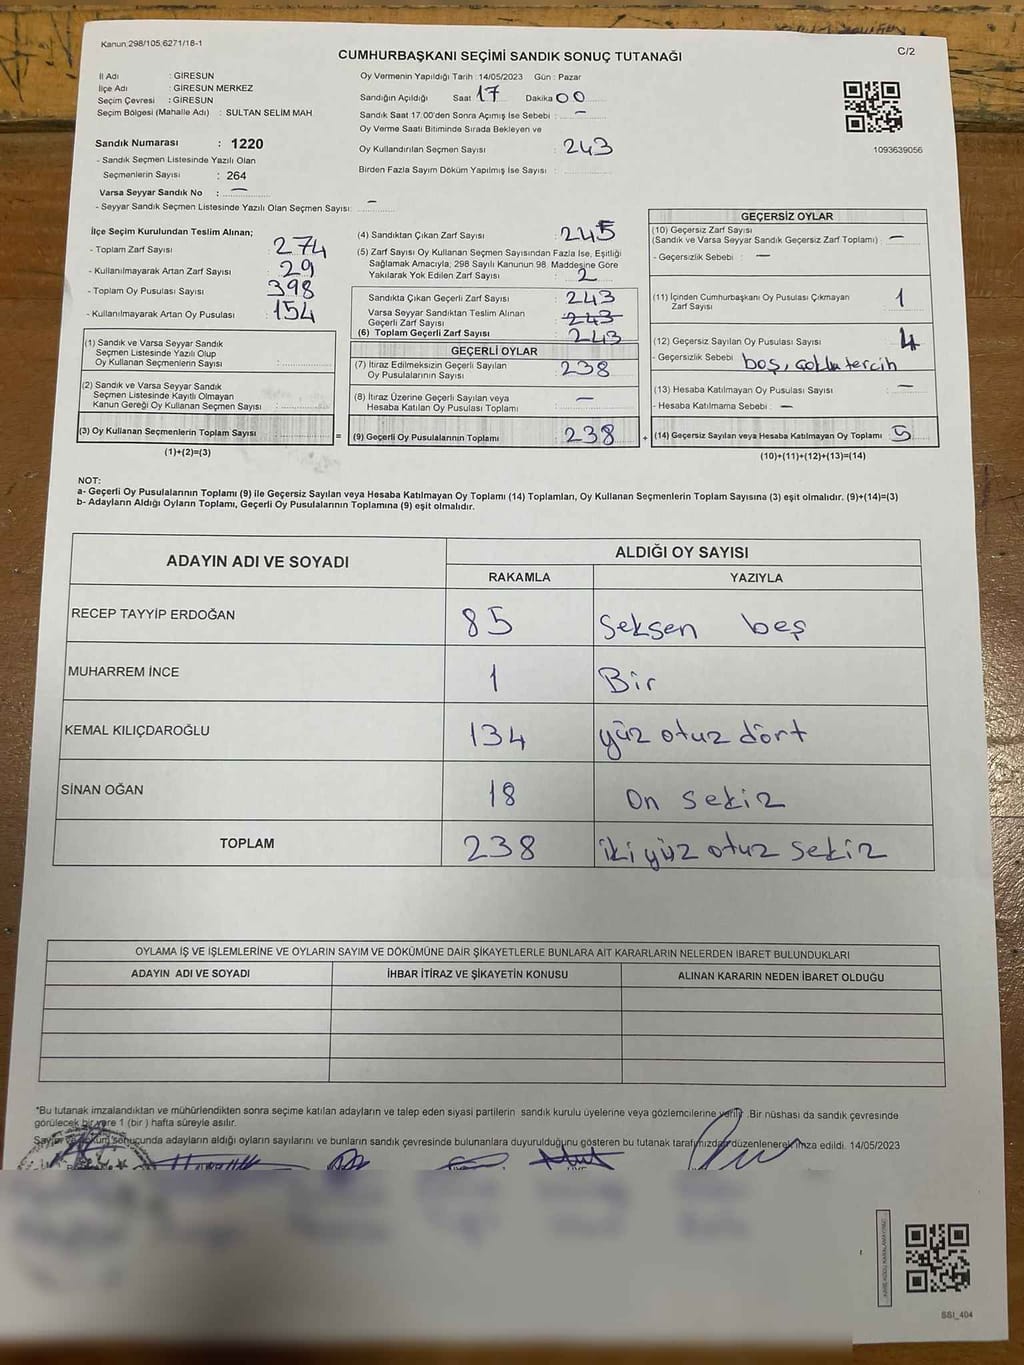 Kanun;298/105,6271/18-1
C/2
CUMHURBAŞKANI SEÇİMİ SANDIK SONUÇ TUTANAĞI
İl Adı : GİRESUN
İlçe Adı : GİRESUN MERKEZ
Seçim Çevresi : GİRESUN
Seçim Bölgesi (Mahalle Adı) : SULTAN SELİM MAH
Sandık Numarası : 1220
- Sandık Seçmen Listesinde Yazılı Olan
Seçmenlerin Sayısı : 264
Varsa Seyyar Sandık No : —
- Seyyar Sandık Seçmen Listesinde Yazılı Olan Seçmen Sayısı: —
Oy Vermenin Yapıldığı Tarih : 14/05/2023 Gün : Pazar
Sandığın Açıldığı Saat 17 Dakika 00
Sandık Saat 17.00'den Sonra Açımış İse Sebebi : —
Oy Verme Saati Bitiminde Sırada Bekleyen ve
Oy Kullandırılan Seçmen Sayısı : 243
Birden Fazla Sayım Döküm Yapılmış İse Sayısı :
1093639056
İlçe Seçim Kurulundan Teslim Alınan;
- Toplam Zarf Sayısı : 274
- Kullanılmayarak Artan Zarf Sayısı : 29
- Toplam Oy Pusulası Sayısı : 398
- Kullanılmayarak Artan Oy Pusulası : 154
(1) Sandık ve Varsa Seyyar Sandık
Seçmen Listesinde Yazılı Olup
Oy Kullanan Seçmenlerin Sayısı :
(2) Sandık ve Varsa Seyyar Sandık
Seçmen Listesinde Kayıtlı Olmayan
Kanun Gereği Oy Kullanan Seçmen Sayısı :
(3) Oy Kullanan Seçmenlerin Toplam Sayısı
(1)+(2)=(3)
(4) Sandıktan Çıkan Zarf Sayısı : 245
(5) Zarf Sayısı Oy Kullanan Seçmen Sayısından Fazla İse, Eşitliği
Sağlamak Amacıyla, 298 Sayılı Kanunun 98. Maddesine Göre
Yakılarak Yok Edilen Zarf Sayısı : 2
Sandıkta Çıkan Geçerli Zarf Sayısı : 243
Varsa Seyyar Sandıktan Teslim Alınan
Geçerli Zarf Sayısı : 243
(6) Toplam Geçerli Zarf Sayısı : 243
GEÇERLİ OYLAR
(7) İtiraz Edilmeksizin Geçerli Sayılan
Oy Pusulalarının Sayısı : 238
(8) İtiraz Üzerine Geçerli Sayılan veya
Hesaba Katılan Oy Pusulası Toplamı : —
= (9) Geçerli Oy Pusulalarının Toplamı : 238
GEÇERSİZ OYLAR
(10) Geçersiz Zarf Sayısı
(Sandık ve Varsa Seyyar Sandık Geçersiz Zarf Toplamı) : —
- Geçersizlik Sebebi : —
(11) İçinden Cumhurbaşkanı Oy Pusulası Çıkmayan
Zarf Sayısı : 1
(12) Geçersiz Sayılan Oy Pusulası Sayısı : 4
- Geçersizlik Sebebi boş, çoklu tercih
(13) Hesaba Katılmayan Oy Pusulası Sayısı : —
- Hesaba Katılmama Sebebi : —
+ (14) Geçersiz Sayılan veya Hesaba Katılmayan Oy Toplamı : 5
(10)+(11)+(12)+(13)=(14)
NOT:
a- Geçerli Oy Pusulalarının Toplamı (9) ile Geçersiz Sayılan veya Hesaba Katılmayan Oy Toplamı (14) Toplamları, Oy Kullanan Seçmenlerin Toplam Sayısına (3) eşit olmalıdır. (9)+(14)=(3)
b- Adayların Aldığı Oyların Toplamı, Geçerli Oy Pusulalarının Toplamına (9) eşit olmalıdır.
ADAYIN ADI VE SOYADI ALDIĞI OY SAYISI
RAKAMLA YAZIYLA
RECEP TAYYİP ERDOĞAN 85 Seksen beş
MUHARREM İNCE 1 Bir
KEMAL KILIÇDAROĞLU 134 yüz otuz dört
SİNAN OĞAN 18 On sekiz
TOPLAM 238 iki yüz otuz sekiz
OYLAMA İŞ VE İŞLEMLERİNE VE OYLARIN SAYIM VE DÖKÜMÜNE DAİR ŞİKAYETLERLE BUNLARA AİT KARARLARIN NELERDEN İBARET BULUNDUKLARI
ADAYIN ADI VE SOYADI İHBAR İTİRAZ VE ŞİKAYETİN KONUSU ALINAN KARARIN NEDEN İBARET OLDUĞU
*Bu tutanak imzalandıktan ve mühürlendikten sonra seçime katılan adayların ve talep eden siyasi partilerin sandık kurulu üyelerine veya gözlemcilerine verilir .Bir nüshası da sandık çevresinde
görülecek bir yere 1 (bir ) hafta süreyle asılır.
Sayım ve döküm sonucunda adayların aldığı oyların sayılarını ve bunların sandık çevresinde bulunanlara duyurulduğunu gösteren bu tutanak tarafımızdan düzenlenerek imza edildi. 14/05/2023
SSI_404